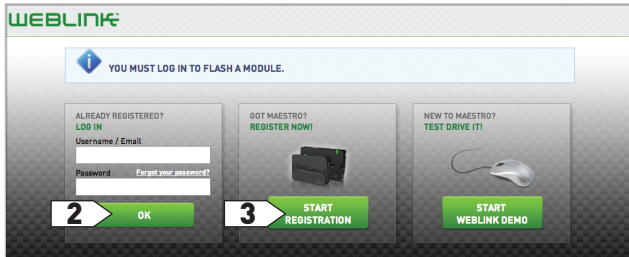 WEBLINK
YOU MUST LOG IN TO FLASH A MODULE.
ALREADY REGISTERED?
LOG IN
Username / Email
Password Forgot your password?
2 OK
GOT MAESTRO?
REGISTER NOW!
3 START
REGISTRATION
NEW TO MAESTRO?
TEST DRIVE IT!
START
WEBLINK DEMO